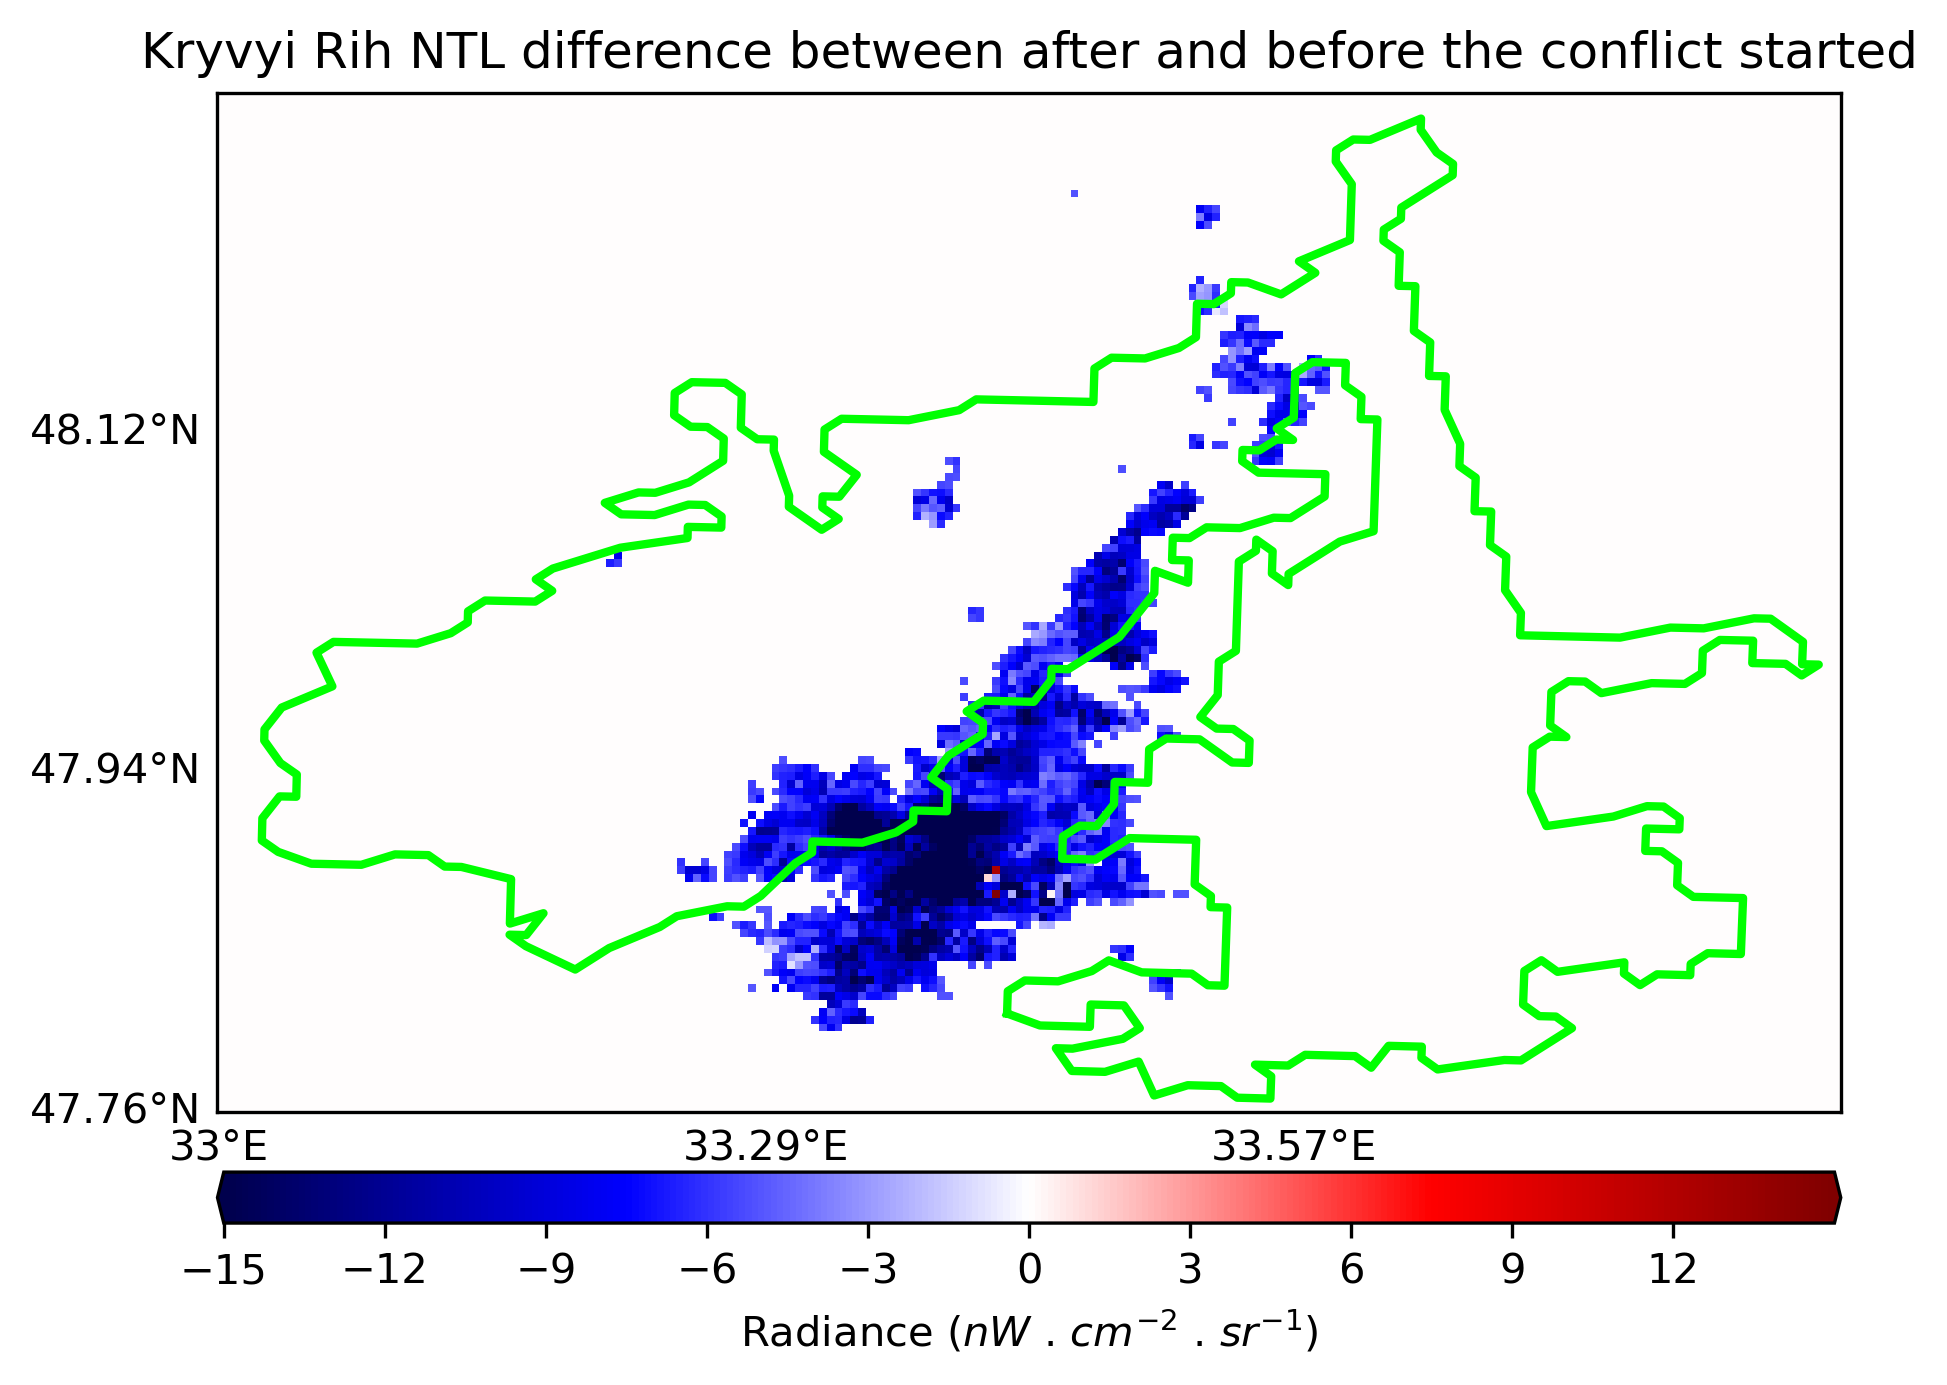 Kryvyi Rih NTL difference between after and before the conflict started
48.12°N
47.94°N
47.76°N
33°E 33.29°E 33.57°E
−15 −12 −9 −6 −3 0 3 6 9 12
Radiance (nW . cm⁻² . sr⁻¹)